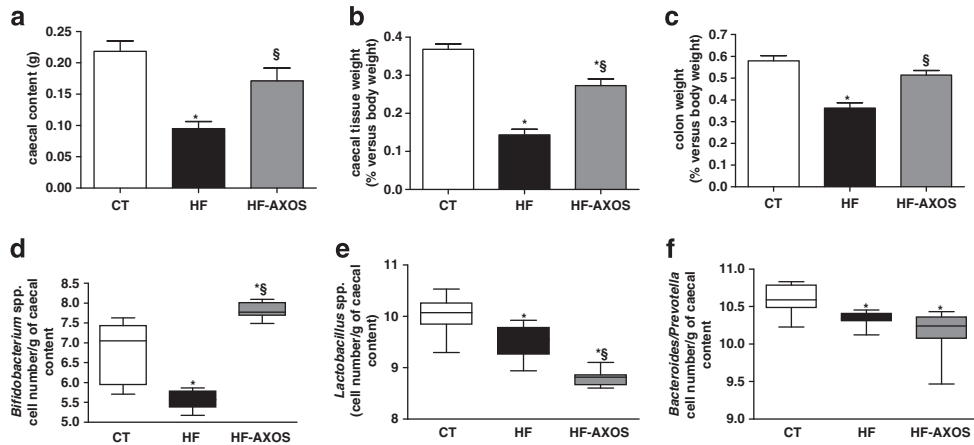 a
caecal content (g)
0.25
0.20
0.15
0.10
0.05
0.00
*
§
CT HF HF-AXOS
b
caecal tissue weight
(% versus body weight)
0.4
0.3
0.2
0.1
0.0
*
*§
CT HF HF-AXOS
c
colon weight
(% versus body weight)
0.7
0.6
0.5
0.4
0.3
0.2
0.1
0.0
*
§
CT HF HF-AXOS
d
Bifidobacterium spp.
cell number/g of caecal
content
8.5
8.0
7.5
7.0
6.5
6.0
5.5
5.0
*
*§
CT HF HF-AXOS
e
Lactobacillus spp.
(cell number/g of caecal
content)
11
10
9
8
*
*§
CT HF HF-AXOS
f
Bacteroides/Prevotella
cell number/g of caecal
content
11.0
10.5
10.0
9.5
9.0
*
*
CT HF HF-AXOS